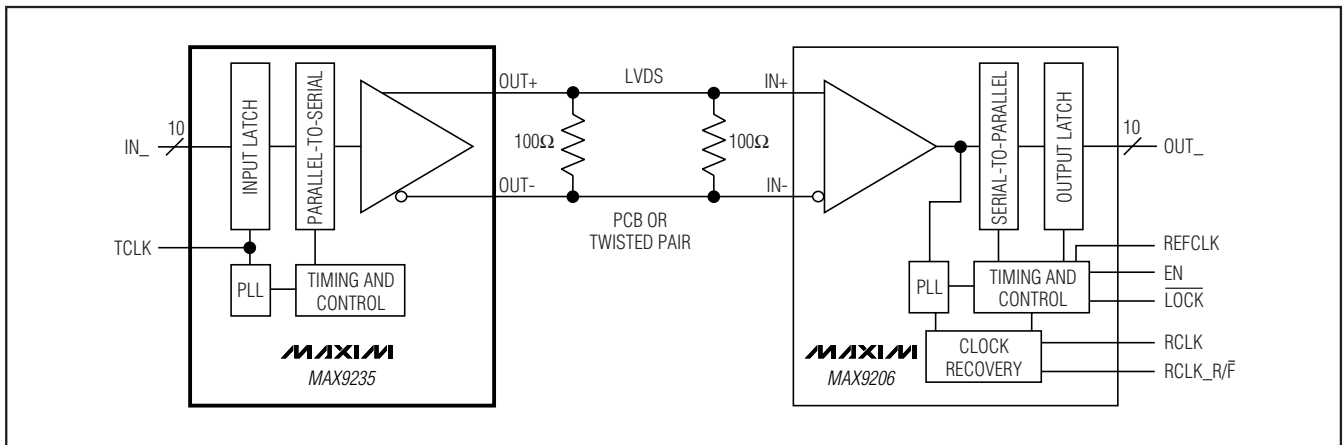 IN_
10
TCLK
INPUT LATCH
PARALLEL-TO-SERIAL
PLL
TIMING AND
CONTROL
MAXIM
MAX9235
OUT+
OUT-
LVDS
100Ω
100Ω
PCB OR
TWISTED PAIR
IN+
IN-
SERIAL-TO-PARALLEL
OUTPUT LATCH
PLL
TIMING AND
CONTROL
CLOCK
RECOVERY
MAXIM
MAX9206
10
OUT_
REFCLK
EN
L̅O̅C̅K̅
RCLK
RCLK_R/F̅